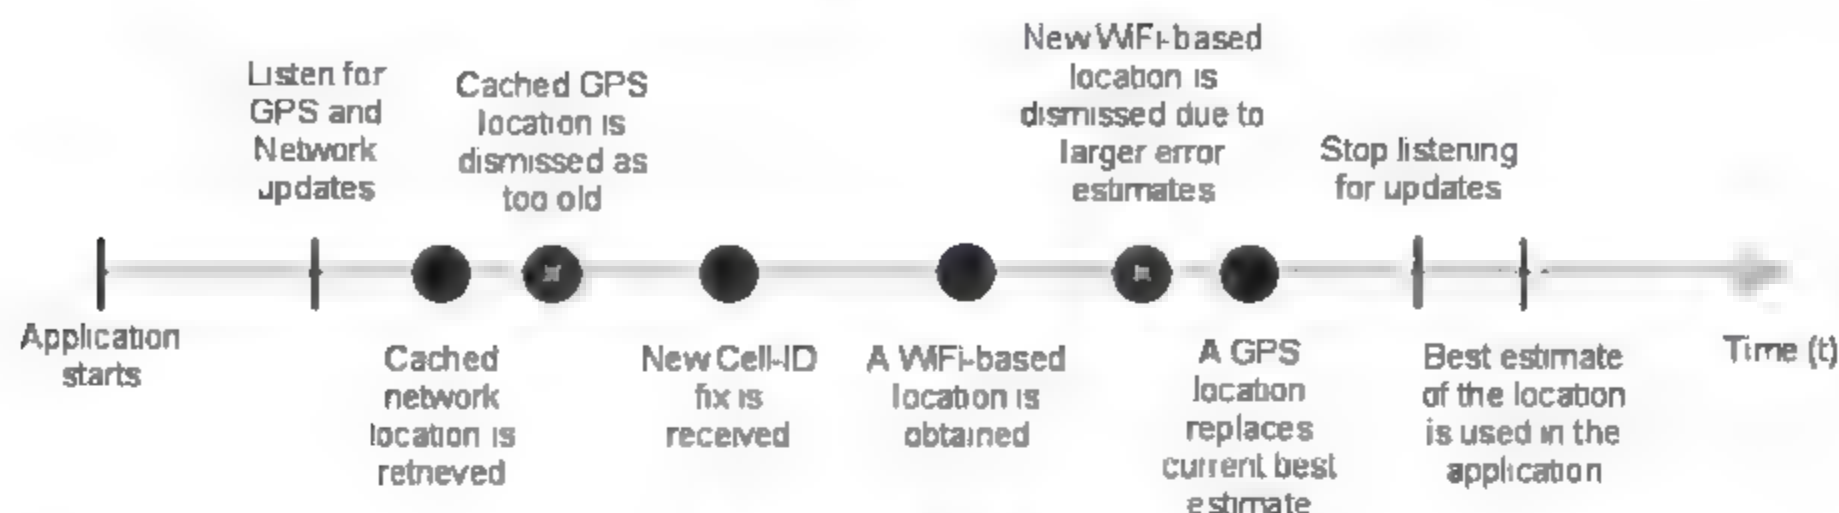 Listen for
GPS and
Network
updates
Cached GPS
location is
dismissed as
too old
New WiFi-based
location is
dismissed due to
larger error
estimates
Stop listening
for updates
Application
starts
Cached
network
location is
retrieved
New Cell-ID
fix is
received
A WiFi-based
location is
obtained
A GPS
location
replaces
current best
estimate
Best estimate
of the location
is used in the
application
Time (t)